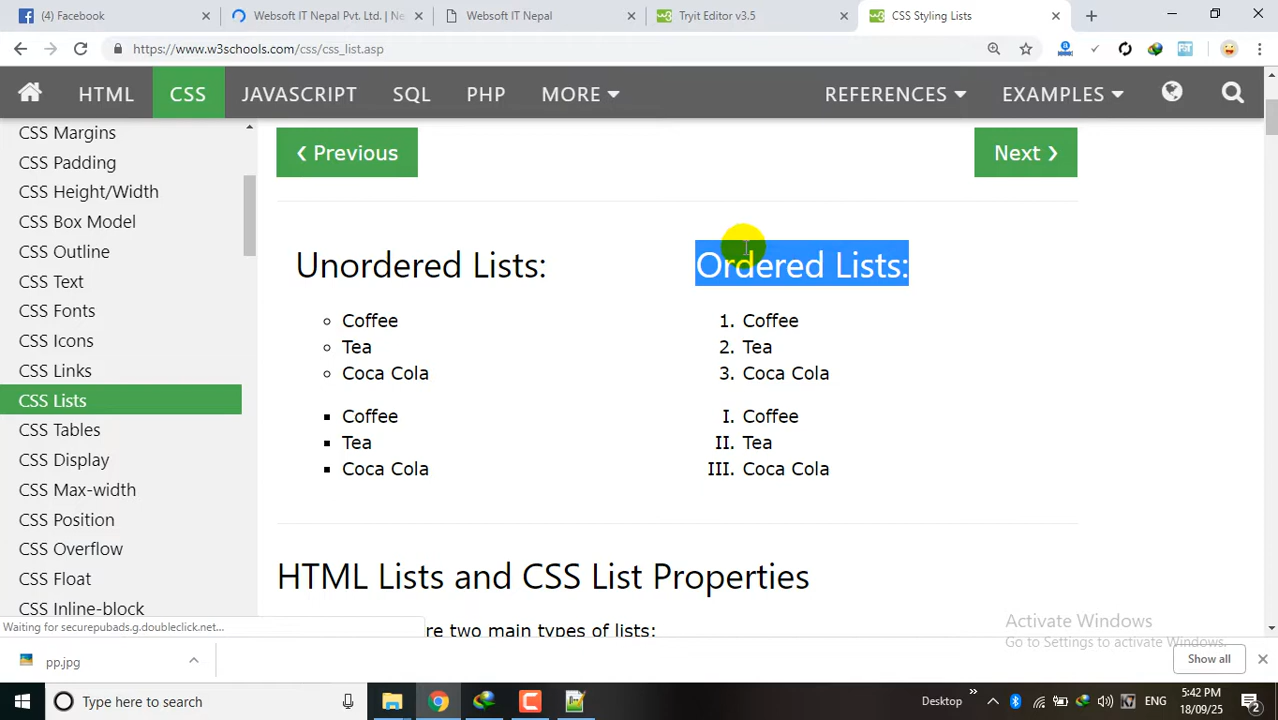 (4) Facebook
Websoft IT Nepal Pvt. Ltd. | Ne
Websoft IT Nepal
Tryit Editor v3.5
CSS Styling Lists
https://www.w3schools.com/css/css_list.asp
HTML CSS JAVASCRIPT SQL PHP MORE REFERENCES EXAMPLES
CSS Margins
CSS Padding
CSS Height/Width
CSS Box Model
CSS Outline
CSS Text
CSS Fonts
CSS Icons
CSS Links
CSS Lists
CSS Tables
CSS Display
CSS Max-width
CSS Position
CSS Overflow
CSS Float
CSS Inline-block
❮ Previous
Next ❯
Unordered Lists:
Coffee
Tea
Coca Cola
Coffee
Tea
Coca Cola
Ordered Lists:
1. Coffee
2. Tea
3. Coca Cola
I. Coffee
II. Tea
III. Coca Cola
HTML Lists and CSS List Properties
re two main types of lists:
Waiting for securepubads.g.doubleclick.net...
Activate Windows
Go to Settings to activate Windows.
pp.jpg
Show all
Type here to search
Desktop
ENG
5:42 PM
18/09/25
2